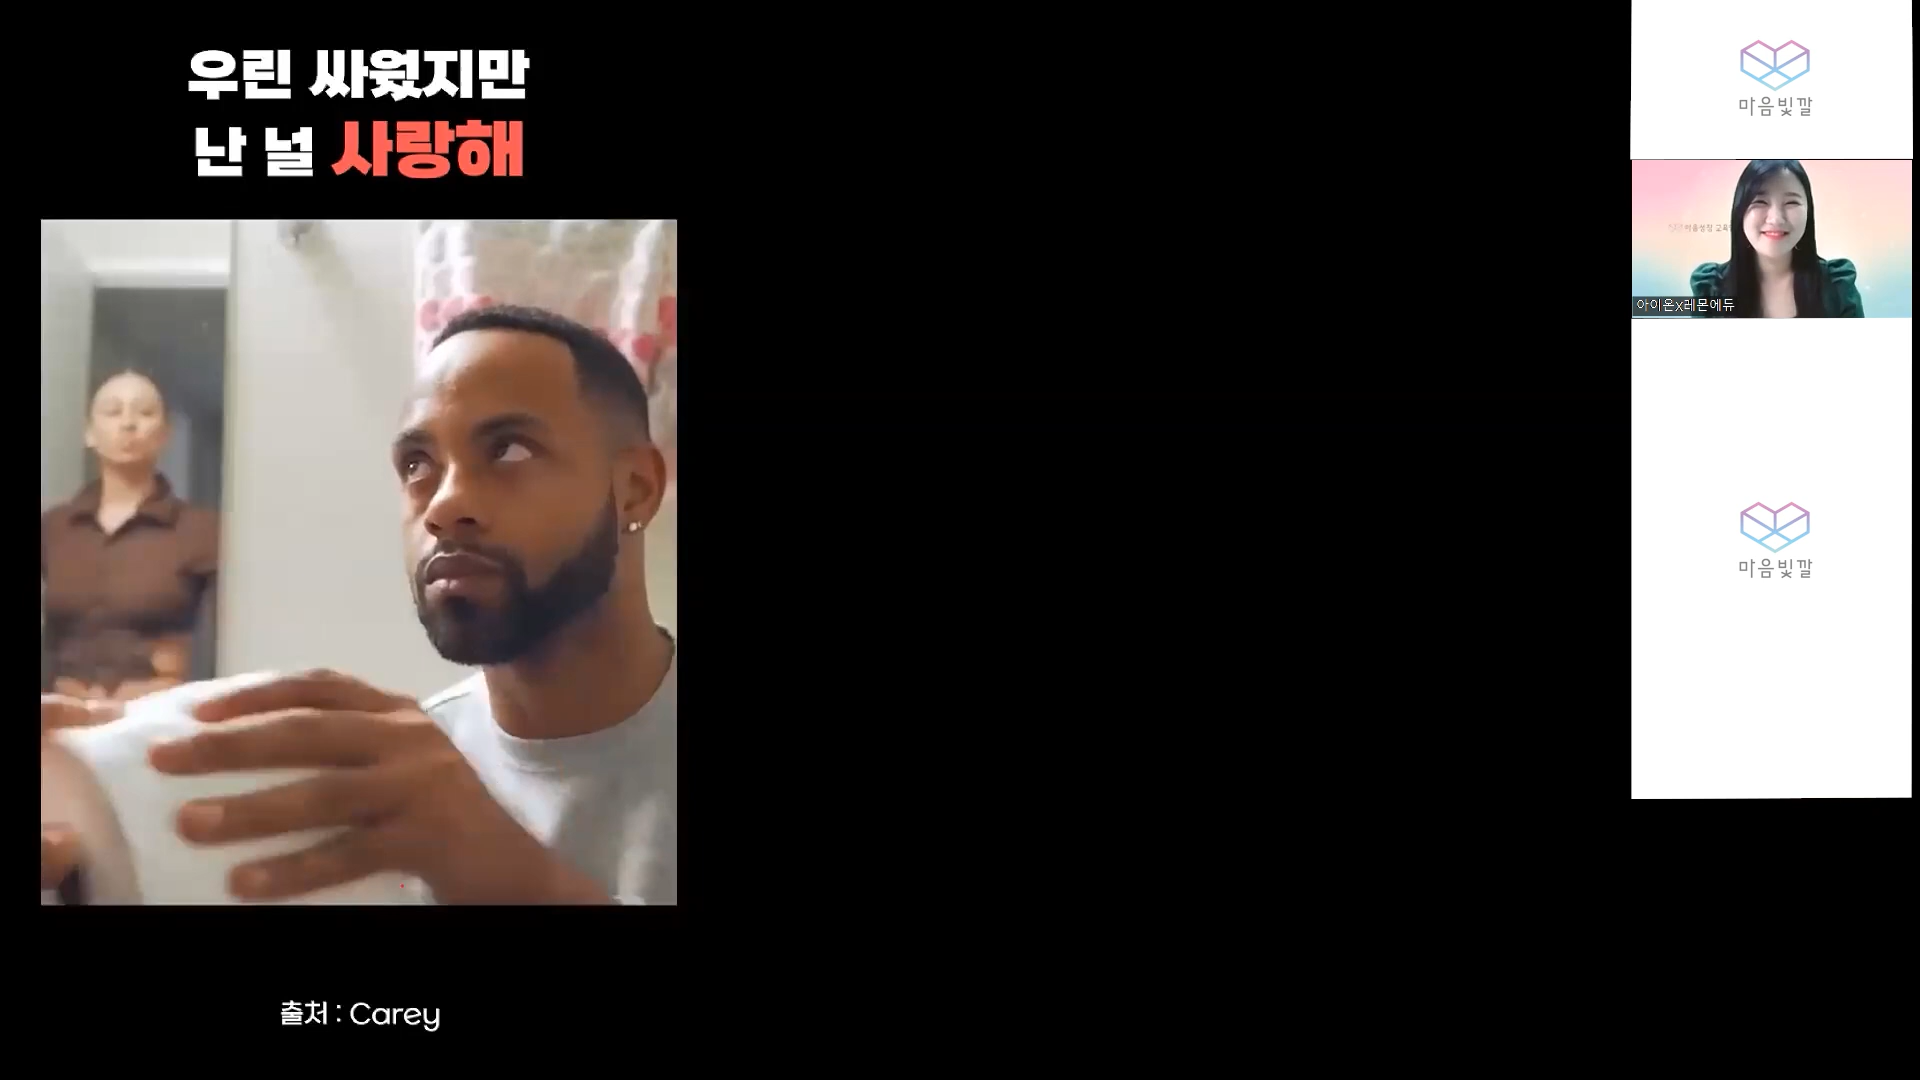 우린 싸웠지만
난 널 사랑해
출처 : Carey
마음빛깔
아이온x레몬에듀
마음빛깔